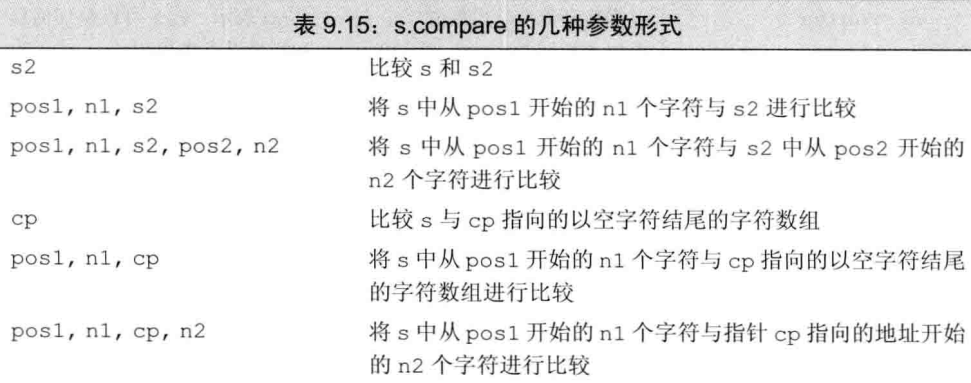 表 9.15：s.compare 的几种参数形式
s2 比较 s 和 s2
pos1, n1, s2 将 s 中从 pos1 开始的 n1 个字符与 s2 进行比较
pos1, n1, s2, pos2, n2 将 s 中从 pos1 开始的 n1 个字符与 s2 中从 pos2 开始的
n2 个字符进行比较
cp 比较 s 与 cp 指向的以空字符结尾的字符数组
pos1, n1, cp 将 s 中从 pos1 开始的 n1 个字符与 cp 指向的以空字符结尾
的字符数组进行比较
pos1, n1, cp, n2 将 s 中从 pos1 开始的 n1 个字符与指针 cp 指向的地址开始
的 n2 个字符进行比较